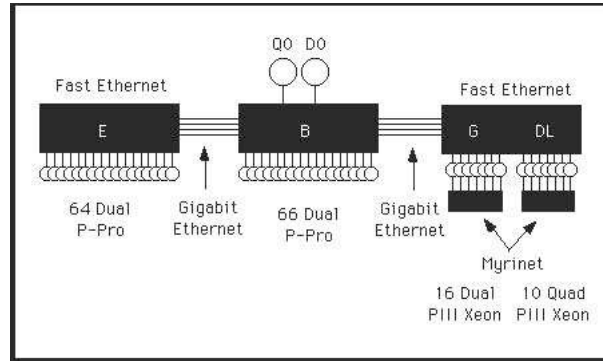 Q0 D0
Fast Ethernet
Fast Ethernet
E
B
G
DL
64 Dual
P-Pro
Gigabit
Ethernet
66 Dual
P-Pro
Gigabit
Ethernet
Myrinet
16 Dual
PIII Xeon
10 Quad
PIII Xeon